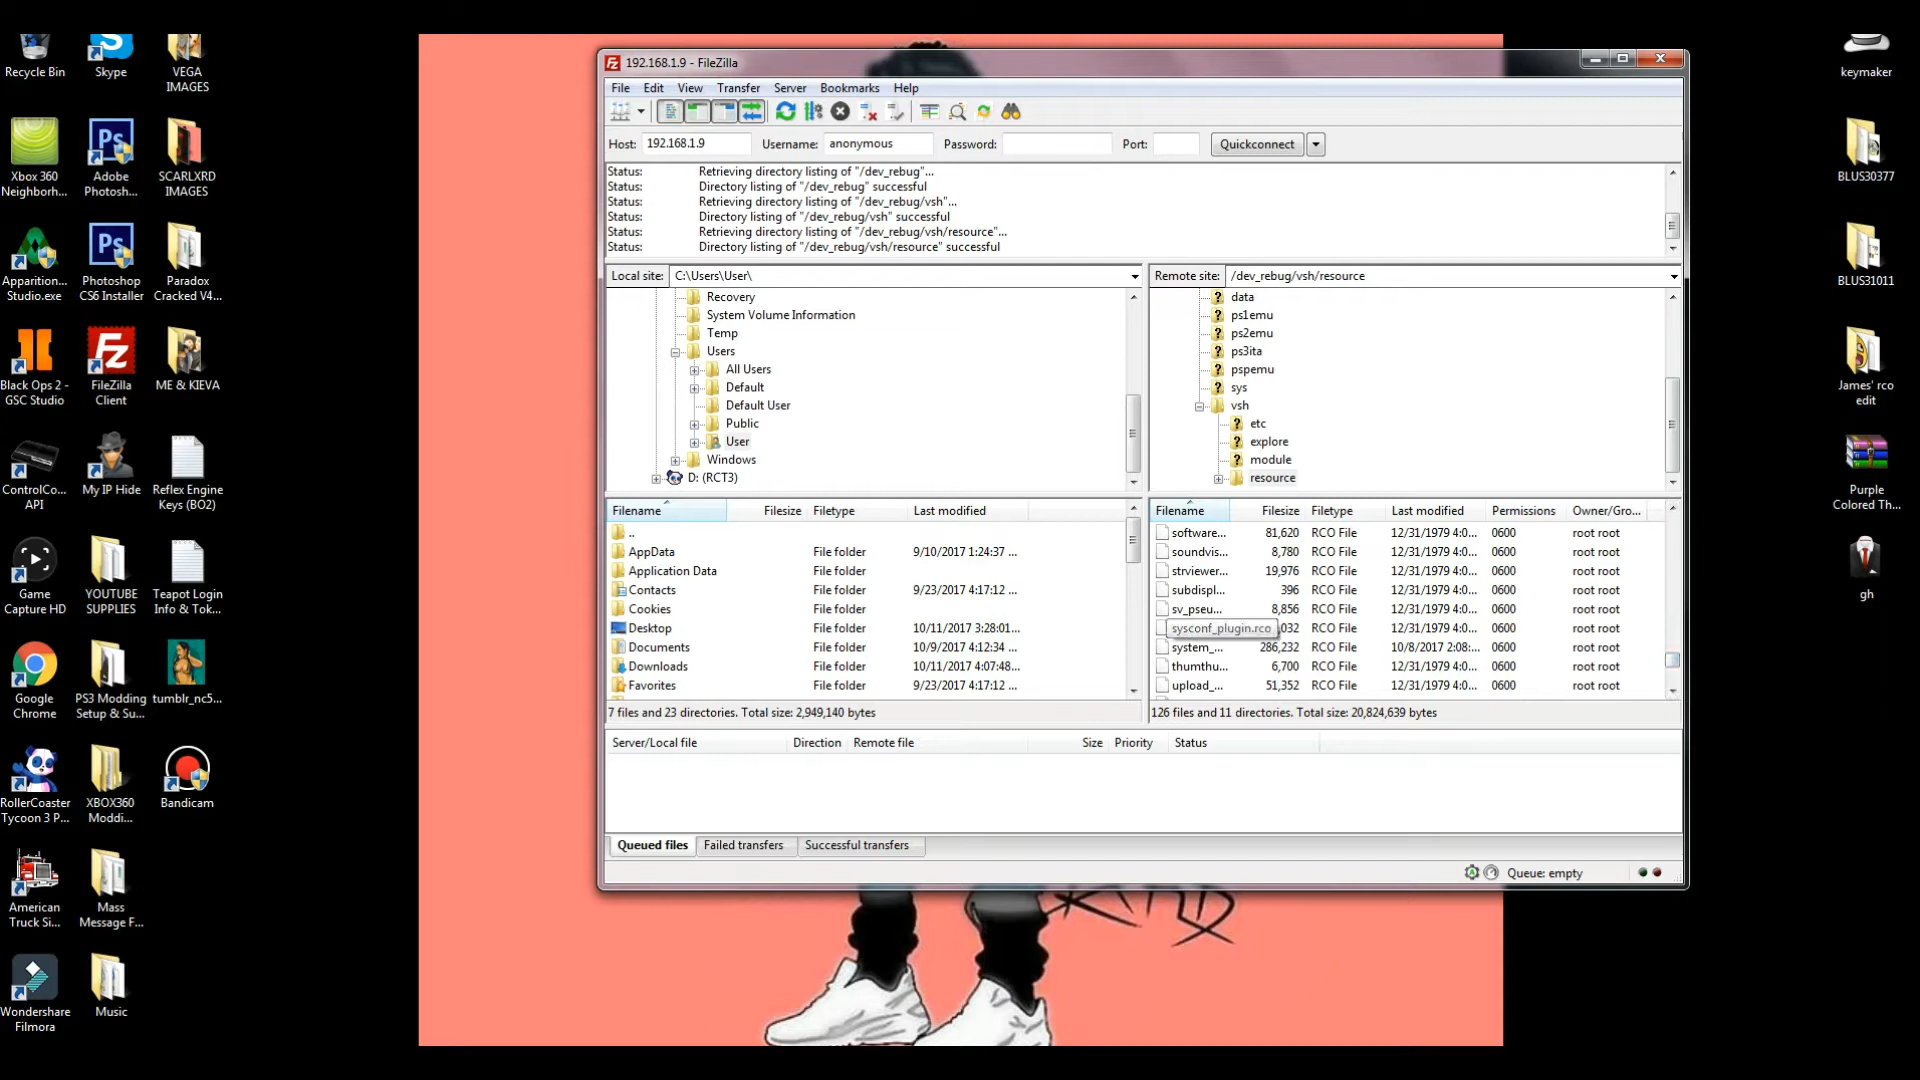 Recycle Bin
Skype
VEGA
IMAGES
Xbox 360
Neighborh...
Adobe
Photosh...
SCARLXRD
IMAGES
Apparition...
Studio.exe
Photoshop
CS6 Installer
Paradox
Cracked V4...
Black Ops 2 -
GSC Studio
FileZilla
Client
ME & KIEVA
ControlCo...
API
My IP Hide
Reflex Engine
Keys (BO2)
Game
Capture HD
YOUTUBE
SUPPLIES
Teapot Login
Info & Tok...
Google
Chrome
PS3 Modding
Setup & Su...
tumblr_nc5...
RollerCoaster
Tycoon 3 P...
XBOX360
Moddi...
Bandicam
American
Truck Si...
Mass
Message F...
Wondershare
Filmora
Music
192.168.1.9 - FileZilla
File Edit View Transfer Server Bookmarks Help
Host: 192.168.1.9 Username: anonymous Password: Port: Quickconnect
Status: Retrieving directory listing of "/dev_rebug"...
Status: Directory listing of "/dev_rebug" successful
Status: Retrieving directory listing of "/dev_rebug/vsh"...
Status: Directory listing of "/dev_rebug/vsh" successful
Status: Retrieving directory listing of "/dev_rebug/vsh/resource"...
Status: Directory listing of "/dev_rebug/vsh/resource" successful
Local site: C:\Users\User\
Recovery
System Volume Information
Temp
Users
All Users
Default
Default User
Public
User
Windows
D: (RCT3)
Remote site: /dev_rebug/vsh/resource
data
ps1emu
ps2emu
ps3ita
pspemu
sys
vsh
etc
explore
module
resource
Filename Filesize Filetype Last modified
..
AppData File folder 9/10/2017 1:24:37 ...
Application Data File folder
Contacts File folder 9/23/2017 4:17:12 ...
Cookies File folder
Desktop File folder 10/11/2017 3:28:01...
Documents File folder 10/9/2017 4:12:34 ...
Downloads File folder 10/11/2017 4:07:48...
Favorites File folder 9/23/2017 4:17:12 ...
7 files and 23 directories. Total size: 2,949,140 bytes
Filename Filesize Filetype Last modified Permissions Owner/Gro...
software... 81,620 RCO File 12/31/1979 4:0... 0600 root root
soundvis... 8,780 RCO File 12/31/1979 4:0... 0600 root root
strviewer... 19,976 RCO File 12/31/1979 4:0... 0600 root root
subdispl... 396 RCO File 12/31/1979 4:0... 0600 root root
sv_pseu... 8,856 RCO File 12/31/1979 4:0... 0600 root root
sysconf_plugin.rco ,032 RCO File 12/31/1979 4:0... 0600 root root
system_... 286,232 RCO File 10/8/2017 2:08:... 0600 root root
thumthu... 6,700 RCO File 12/31/1979 4:0... 0600 root root
upload_... 51,352 RCO File 12/31/1979 4:0... 0600 root root
126 files and 11 directories. Total size: 20,824,639 bytes
Server/Local file Direction Remote file Size Priority Status
Queued files Failed transfers Successful transfers
Queue: empty
keymaker
BLUS30377
BLUS31011
James' rco
edit
Purple
Colored Th...
gh